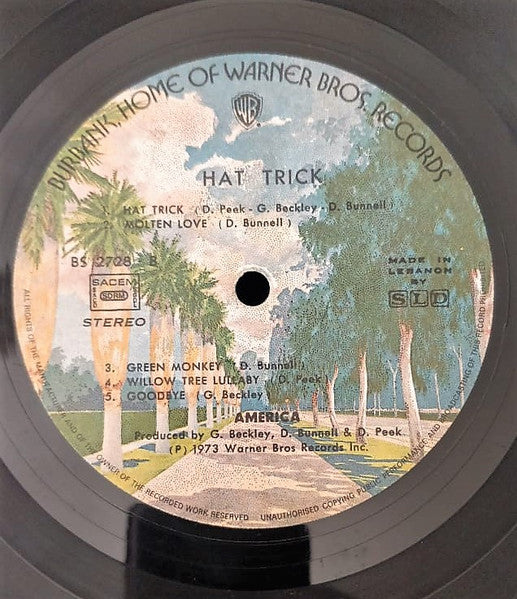 BURBANK, HOME OF WARNER BROS. RECORDS
WB
HAT TRICK
1. HAT TRICK (D. Peek - G. Beckley - D. Bunnell)
2. MOLTEN LOVE (D. Bunnell)
BS 2728 B
SACEM
SDRM
STEREO
MADE IN
LEBANON
BY
SLD
3. GREEN MONKEY (D. Bunnell)
4. WILLOW TREE LULLABY (D. Peek)
5. GOODBYE (G. Beckley)
AMERICA
Produced by G. Beckley, D. Bunnell & D. Peek
(P) 1973 Warner Bros Records Inc.
ALL RIGHTS OF THE MANUFACTURER AND OF THE OWNER OF THE RECORDED WORK RESERVED UNAUTHORISED COPYING PUBLIC PERFORMANCE AND BROADCASTING OF THE RECORD